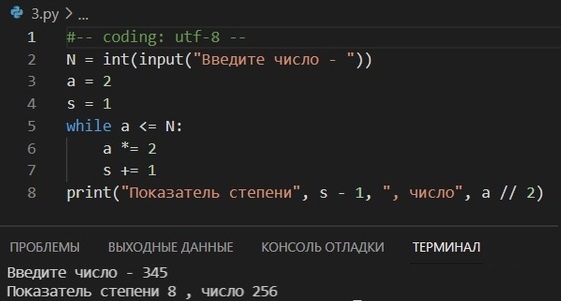 3.py > ...
1 #-- coding: utf-8 --
2 N = int(input("Введите число - "))
3 a = 2
4 s = 1
5 while a <= N:
6     a *= 2
7     s += 1
8 print("Показатель степени", s - 1, ", число", a // 2)
ПРОБЛЕМЫ ВЫХОДНЫЕ ДАННЫЕ КОНСОЛЬ ОТЛАДКИ ТЕРМИНАЛ
Введите число - 345
Показатель степени 8 , число 256